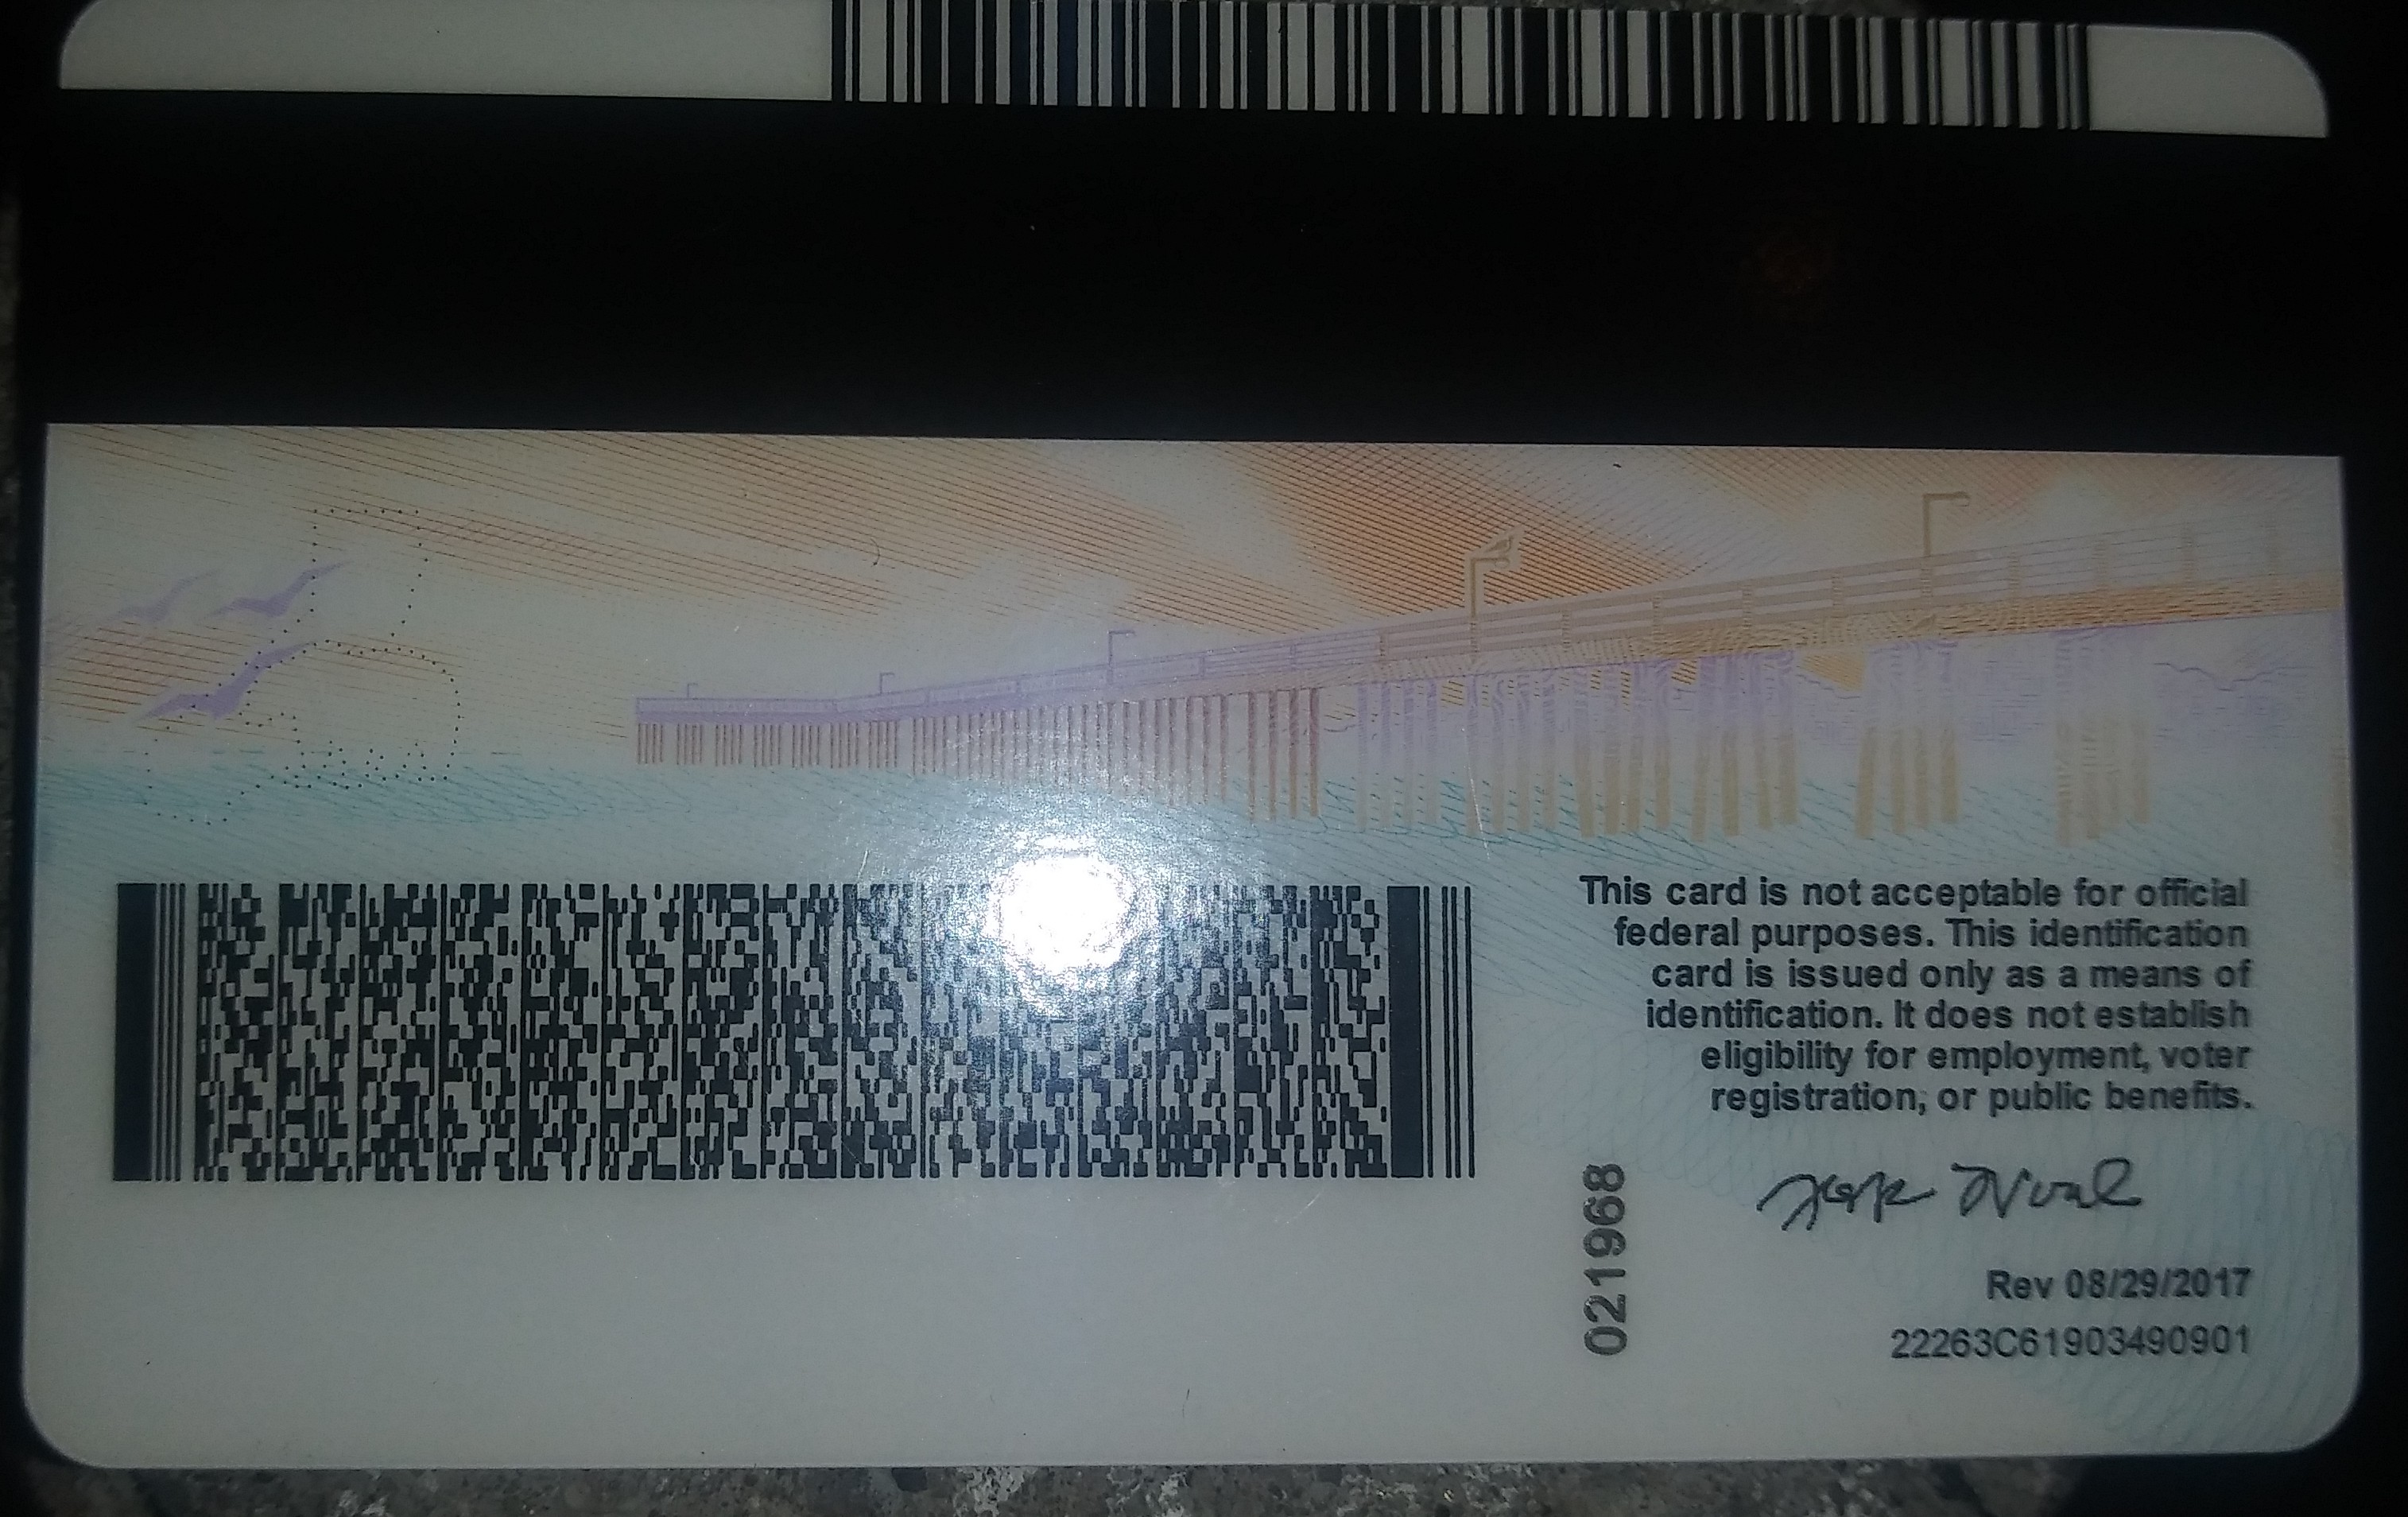 This card is not acceptable for official
federal purposes. This identification
card is issued only as a means of
identification. It does not establish
eligibility for employment, voter
registration, or public benefits.
021968
Rev 08/29/2017
22263C61903490901